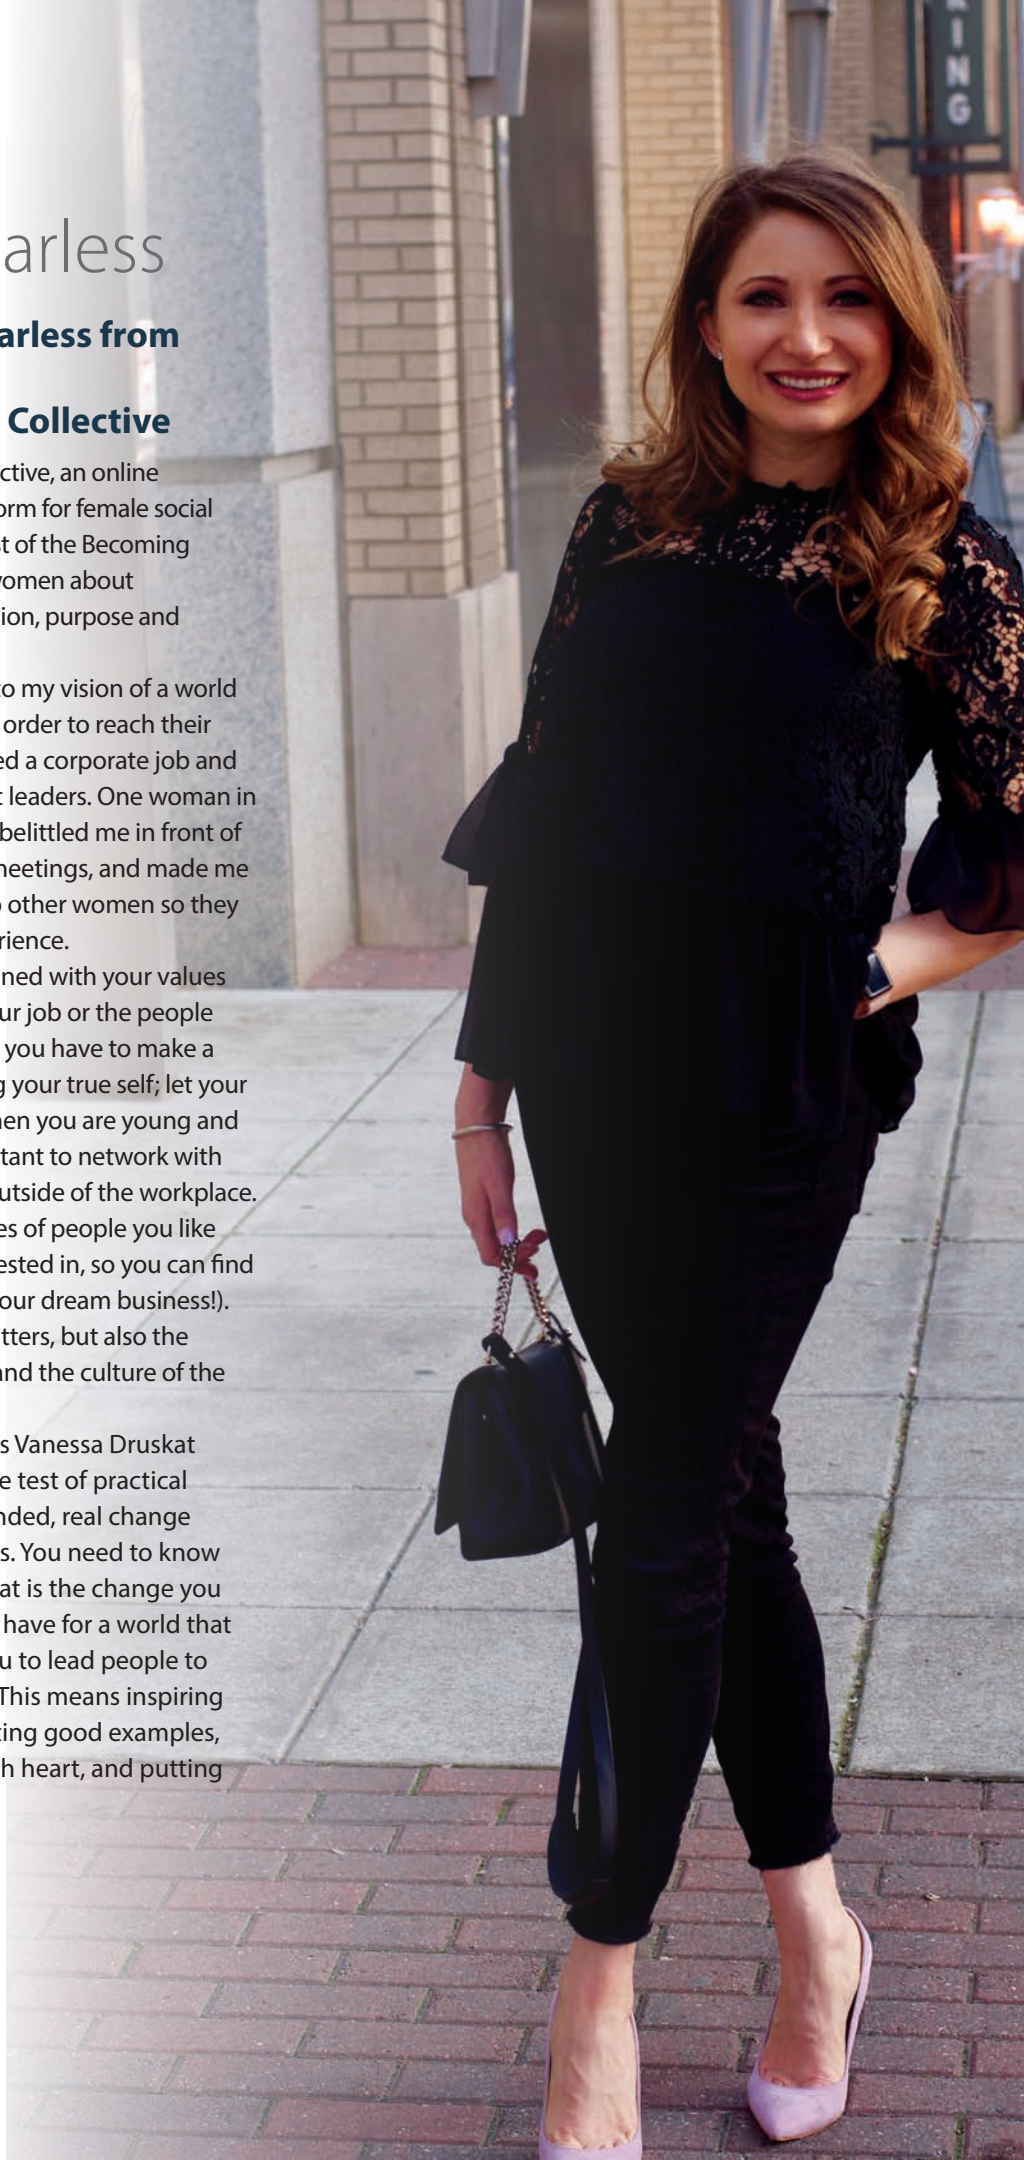 KING
arless
arless from
Collective
ctive, an online
orm for female social
st of the Becoming
women about
ion, purpose and
to my vision of a world
order to reach their
ed a corporate job and
t leaders. One woman in
belittled me in front of
meetings, and made me
other women so they
rience.
ned with your values
ur job or the people
you have to make a
g your true self; let your
hen you are young and
tant to network with
utside of the workplace.
es of people you like
ested in, so you can find
our dream business!).
tters, but also the
and the culture of the
s Vanessa Druskat
e test of practical
nded, real change
s. You need to know
at is the change you
have for a world that
u to lead people to
This means inspiring
ting good examples,
h heart, and putting